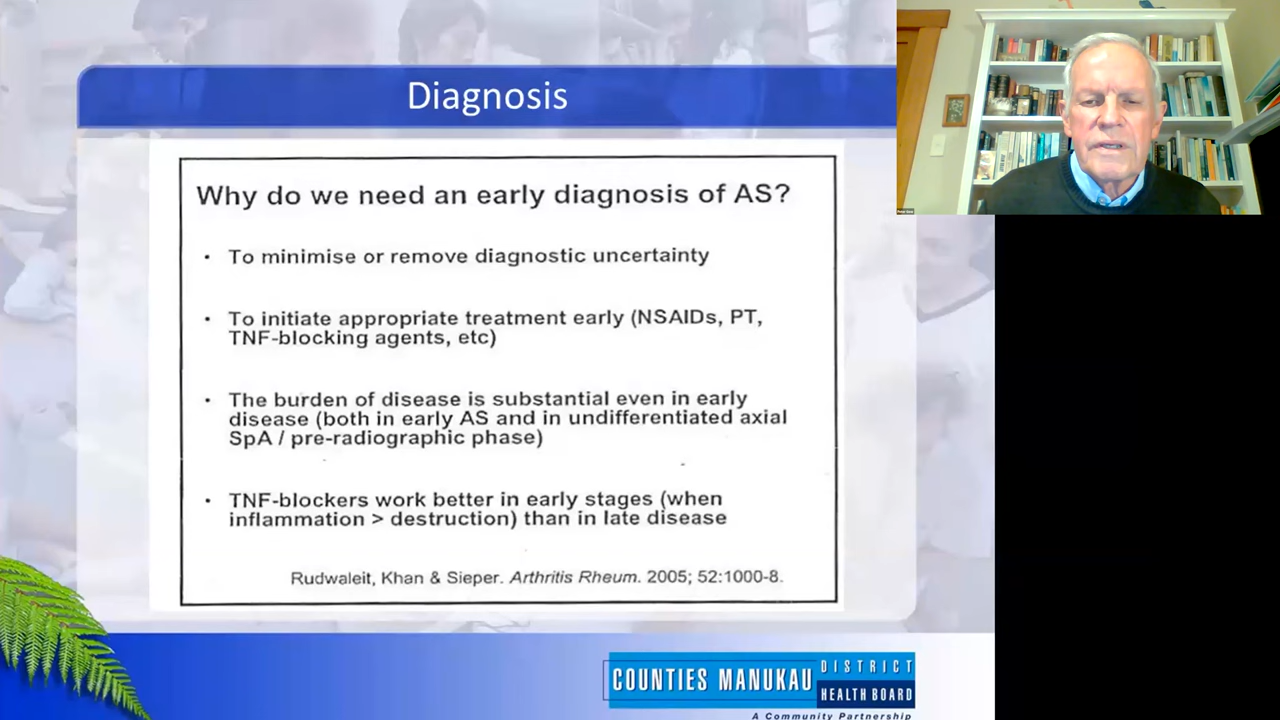 Diagnosis
Why do we need an early diagnosis of AS?
• To minimise or remove diagnostic uncertainty
• To initiate appropriate treatment early (NSAIDs, PT,
TNF-blocking agents, etc)
• The burden of disease is substantial even in early
disease (both in early AS and in undifferentiated axial
SpA / pre-radiographic phase)
• TNF-blockers work better in early stages (when
inflammation > destruction) than in late disease
Rudwaleit, Khan & Sieper. Arthritis Rheum. 2005; 52:1000-8.
COUNTIES MANUKAU
DISTRICT
HEALTH BOARD
A Community Partnership